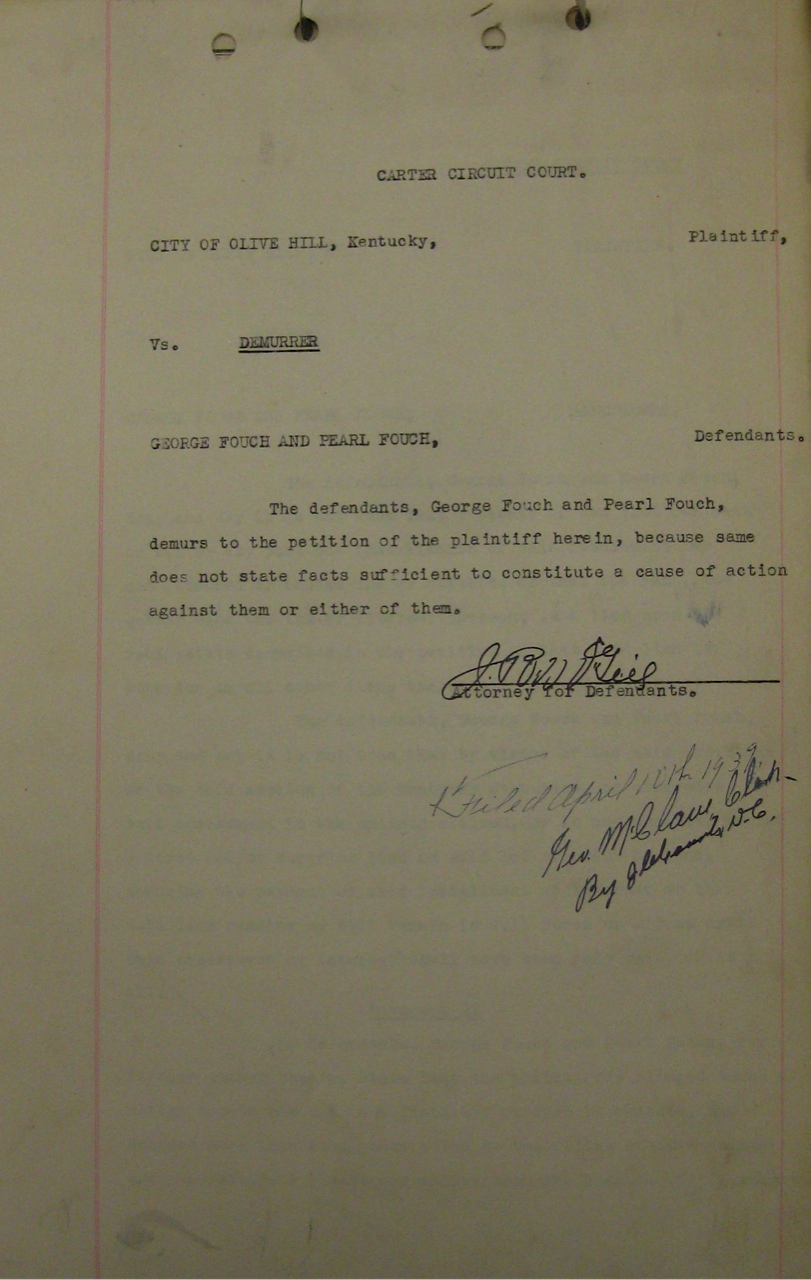 CARTER CIRCUIT COURT.
CITY OF OLIVE HILL, Kentucky, Plaintiff,
Vs. DEMURRER
GEORGE FOUCH AND PEARL FOUCH, Defendants.
The defendants, George Fouch and Pearl Fouch,
demurs to the petition of the plaintiff herein, because same
does not state facts sufficient to constitute a cause of action
against them or either of them.
Attorney for Defendants.
Filed April 10th 1939
Geo. McClave, Clerk
By D.C.